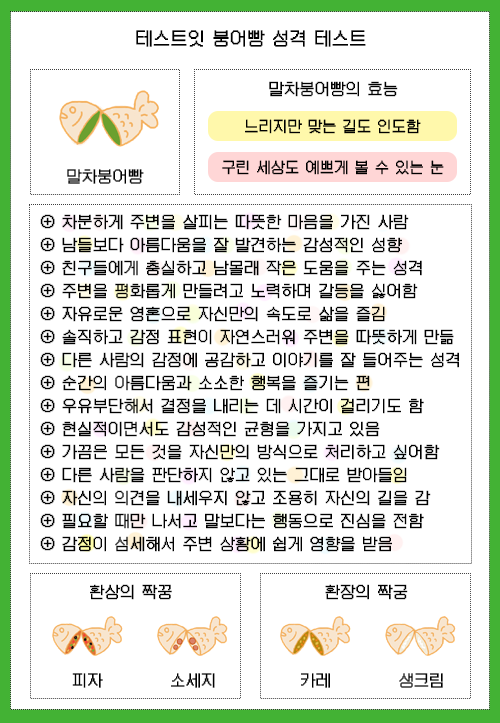 테스트잇 붕어빵 성격 테스트
말차붕어빵
말차붕어빵의 효능
느리지만 맞는 길도 인도함
구린 세상도 예쁘게 볼 수 있는 눈
⊕ 차분하게 주변을 살피는 따뜻한 마음을 가진 사람
⊕ 남들보다 아름다움을 잘 발견하는 감성적인 성향
⊕ 친구들에게 충실하고 남몰래 작은 도움을 주는 성격
⊕ 주변을 평화롭게 만들려고 노력하며 갈등을 싫어함
⊕ 자유로운 영혼으로 자신만의 속도로 삶을 즐김
⊕ 솔직하고 감정 표현이 자연스러워 주변을 따뜻하게 만듦
⊕ 다른 사람의 감정에 공감하고 이야기를 잘 들어주는 성격
⊕ 순간의 아름다움과 소소한 행복을 즐기는 편
⊕ 우유부단해서 결정을 내리는 데 시간이 걸리기도 함
⊕ 현실적이면서도 감성적인 균형을 가지고 있음
⊕ 가끔은 모든 것을 자신만의 방식으로 처리하고 싶어함
⊕ 다른 사람을 판단하지 않고 있는 그대로 받아들임
⊕ 자신의 의견을 내세우지 않고 조용히 자신의 길을 감
⊕ 필요할 때만 나서고 말보다는 행동으로 진심을 전함
⊕ 감정이 섬세해서 주변 상황에 쉽게 영향을 받음
환상의 짝꿍
피자
소세지
환장의 짝궁
카레
생크림